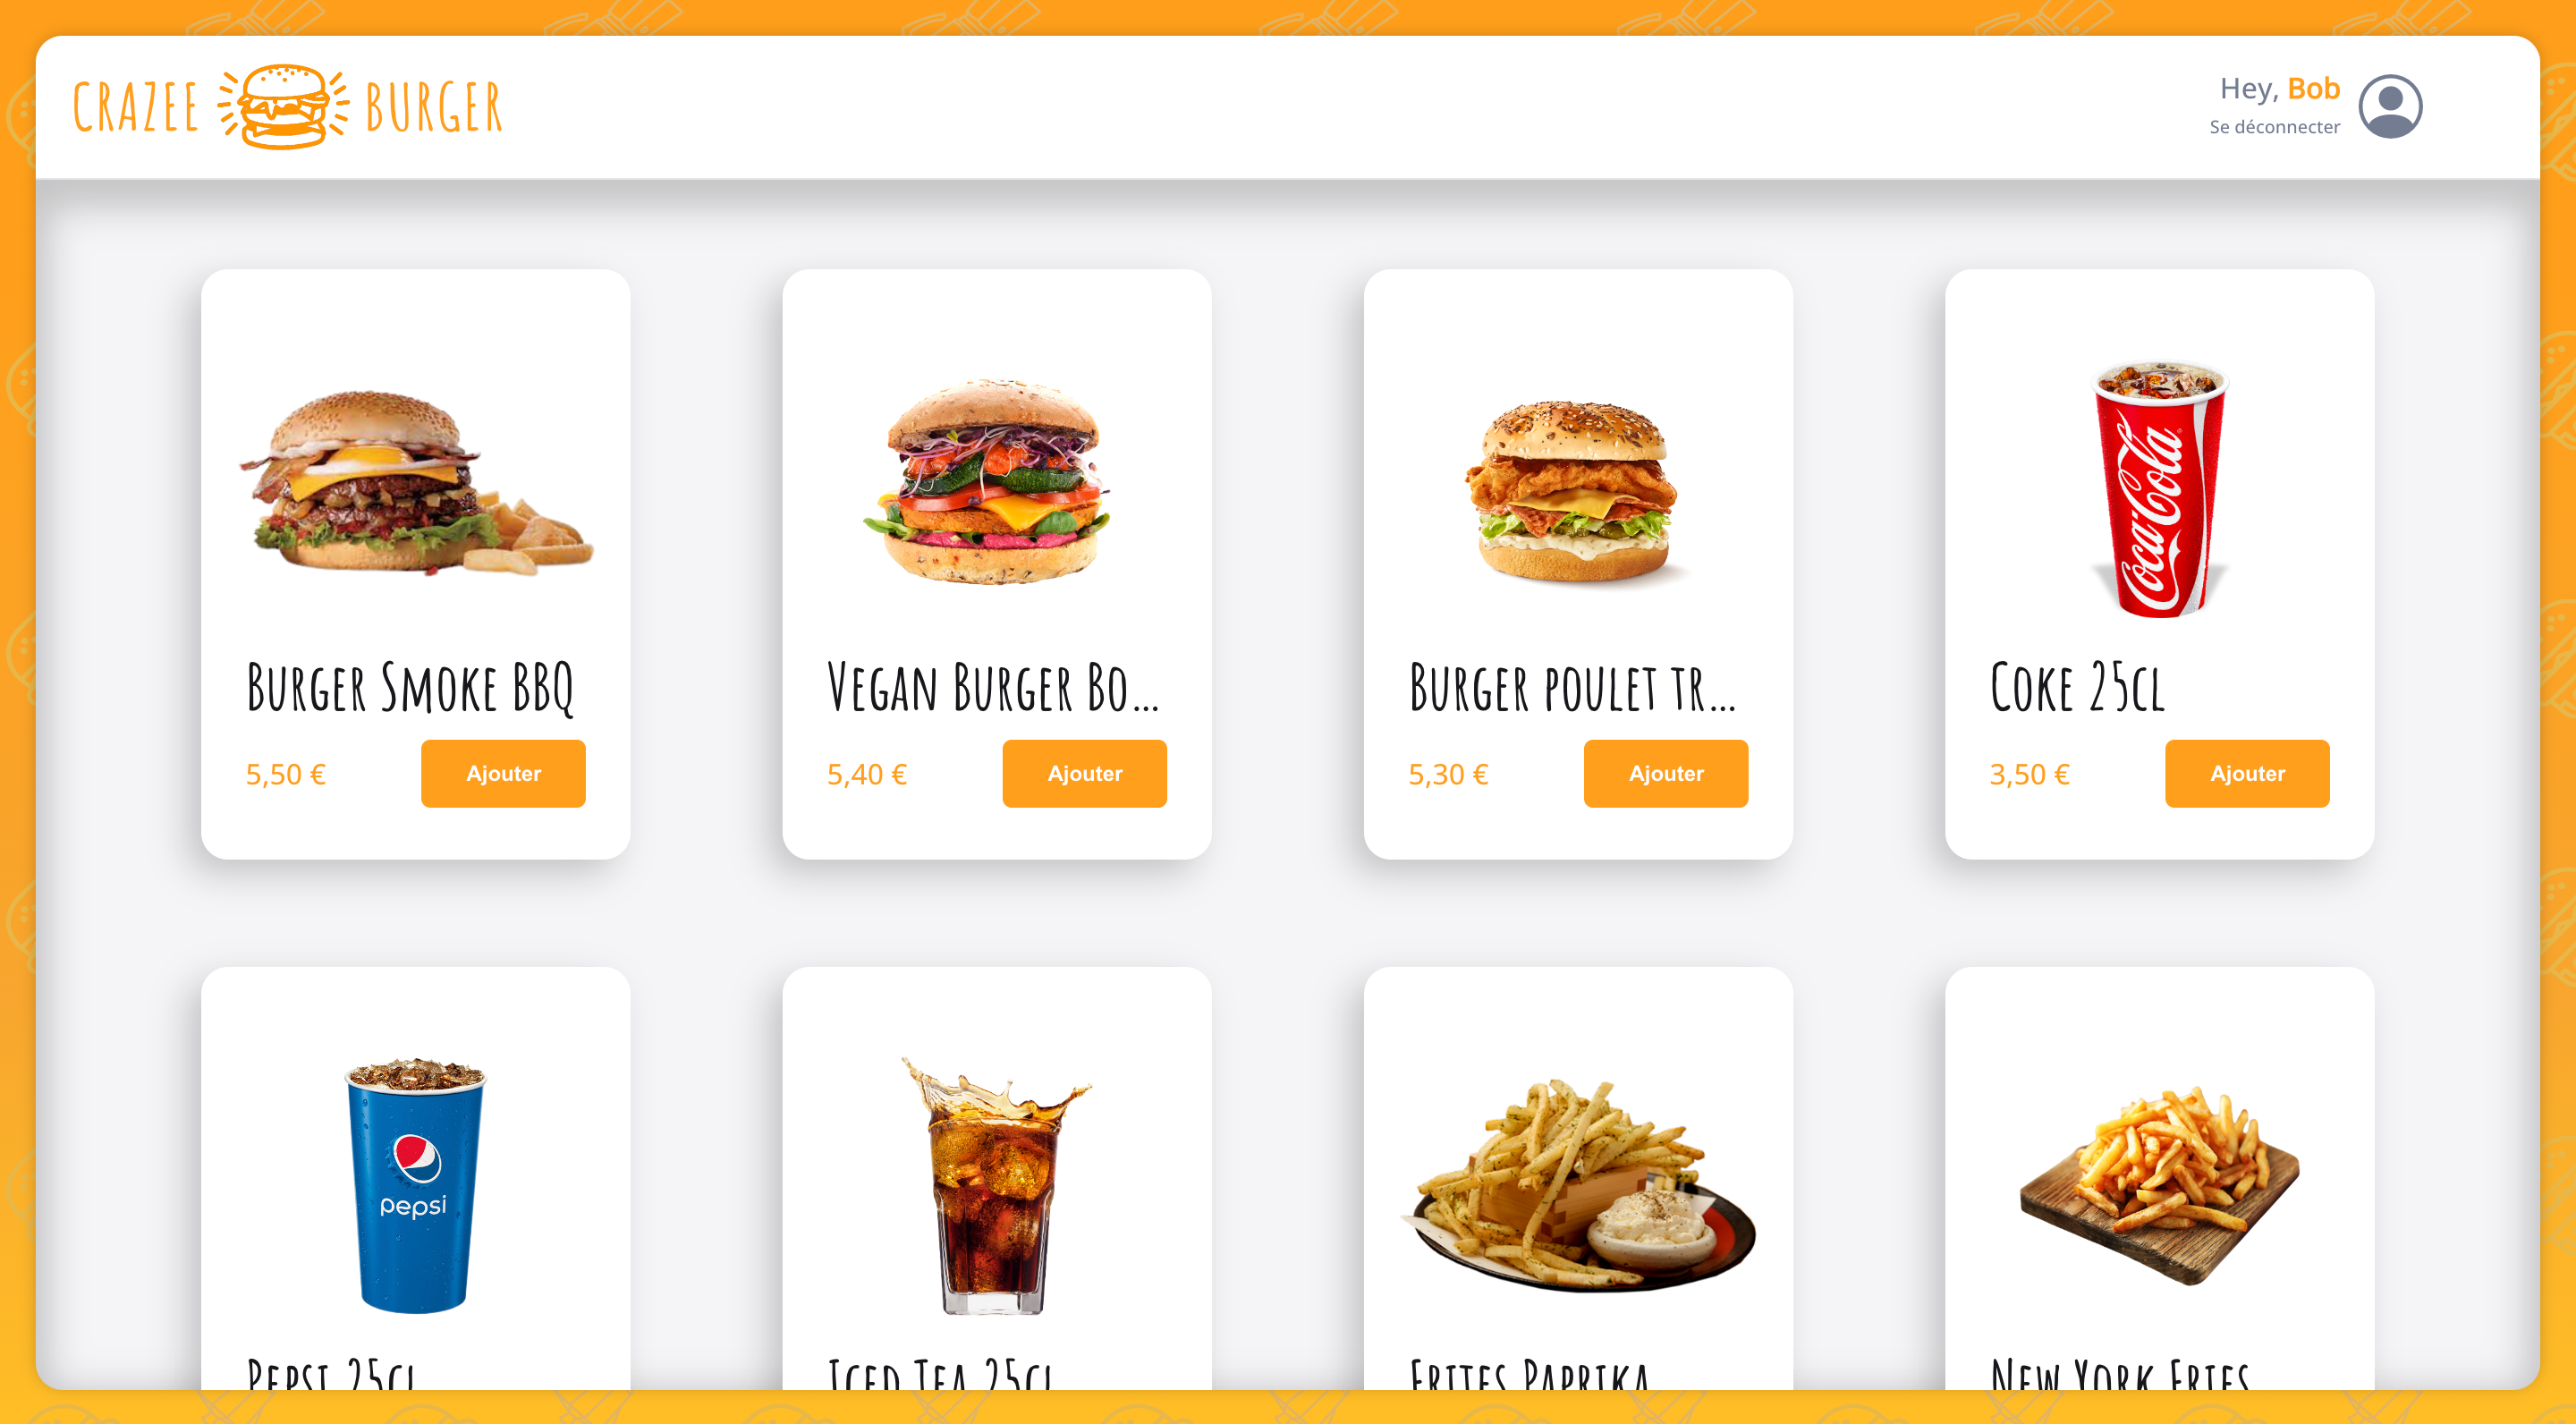 CRAZEE BURGER
Hey, Bob
Se déconnecter
Coca-Cola
Burger Smoke BBQ
Vegan Burger Bo...
Burger poulet tr...
Coke 25cl
5,50 €
Ajouter
5,40 €
Ajouter
5,30 €
Ajouter
3,50 €
Ajouter
pepsi
Pepsi 25cl
Iced Tea 25cl
Frites Paprika
New York Fries